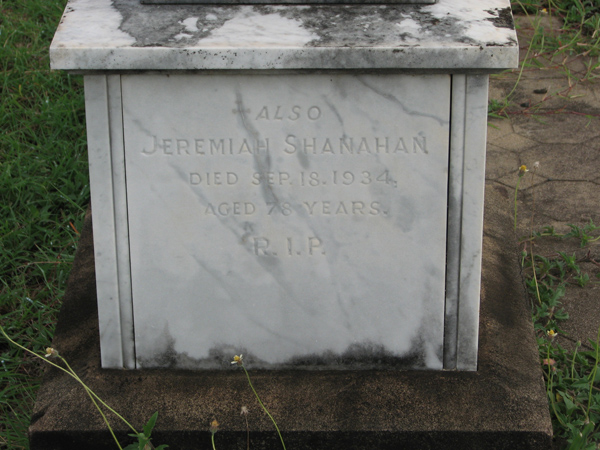 ALSO
JEREMIAH SHANAHAN
DIED SEP. 18. 1934,
AGED 78 YEARS.
R.I.P.